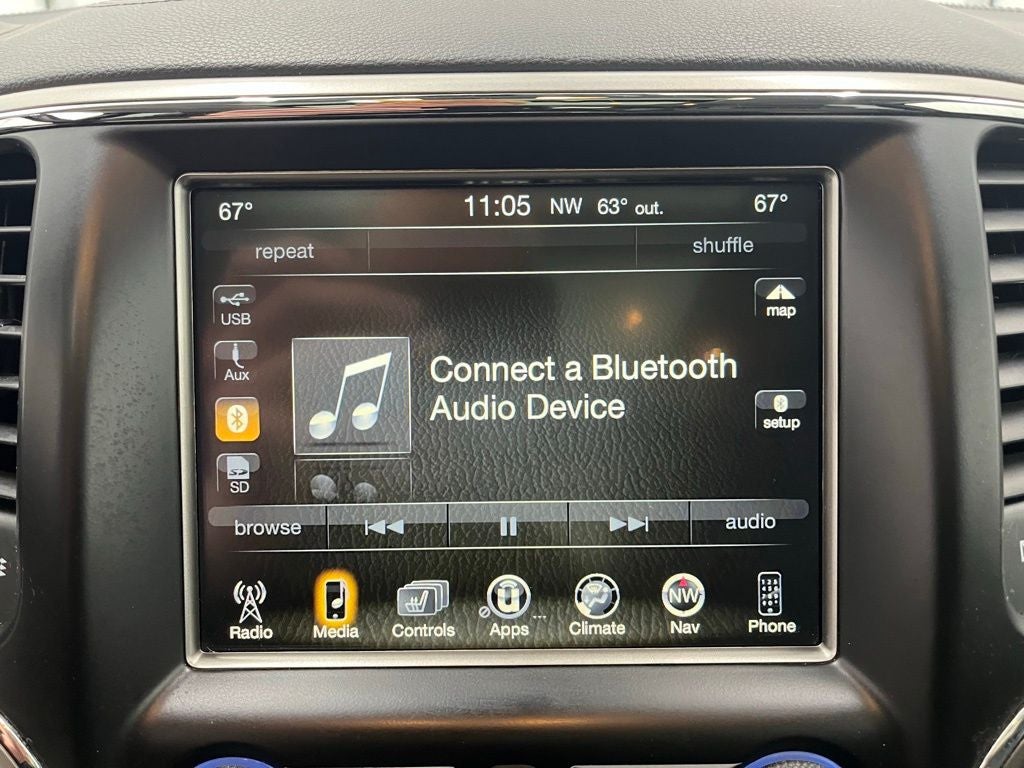 67° 11:05 NW 63° out. 67°
repeat shuffle
USB
map
Aux
Connect a Bluetooth
Audio Device
setup
SD
browse audio
NW
Radio Media Controls Apps ... Climate Nav Phone